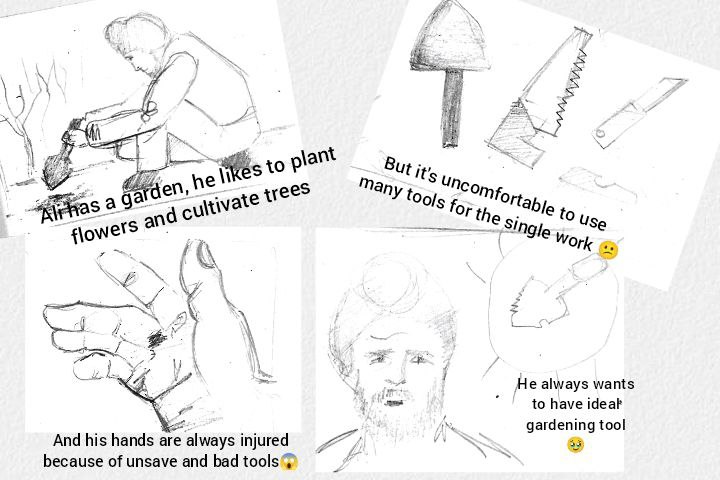 Ali has a garden, he likes to plant
flowers and cultivate trees
But it's uncomfortable to use
many tools for the single work 😕
And his hands are always injured
because of unsave and bad tools😱
He always wants
to have ideal
gardening tool
🥹